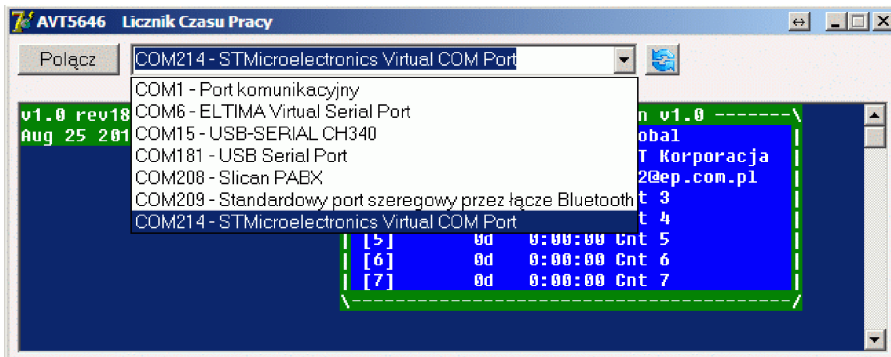 AVT5646 Licznik Czasu Pracy
Połącz COM214 - STMicroelectronics Virtual COM Port
COM1 - Port komunikacyjny
COM6 - ELTIMA Virtual Serial Port
COM15 - USB-SERIAL CH340
COM181 - USB Serial Port
COM208 - Slican PABX
COM209 - Standardowy port szeregowy przez łącze Bluetooth
COM214 - STMicroelectronics Virtual COM Port
v1.0 rev18 n v1.0 -------\
Aug 25 201 obal |
T Korporacja |
2@ep.com.pl |
t 3 |
t 4 |
| [5] 0d 0:00:00 Cnt 5 |
| [6] 0d 0:00:00 Cnt 6 |
| [7] 0d 0:00:00 Cnt 7 |
\----------------------------------------/